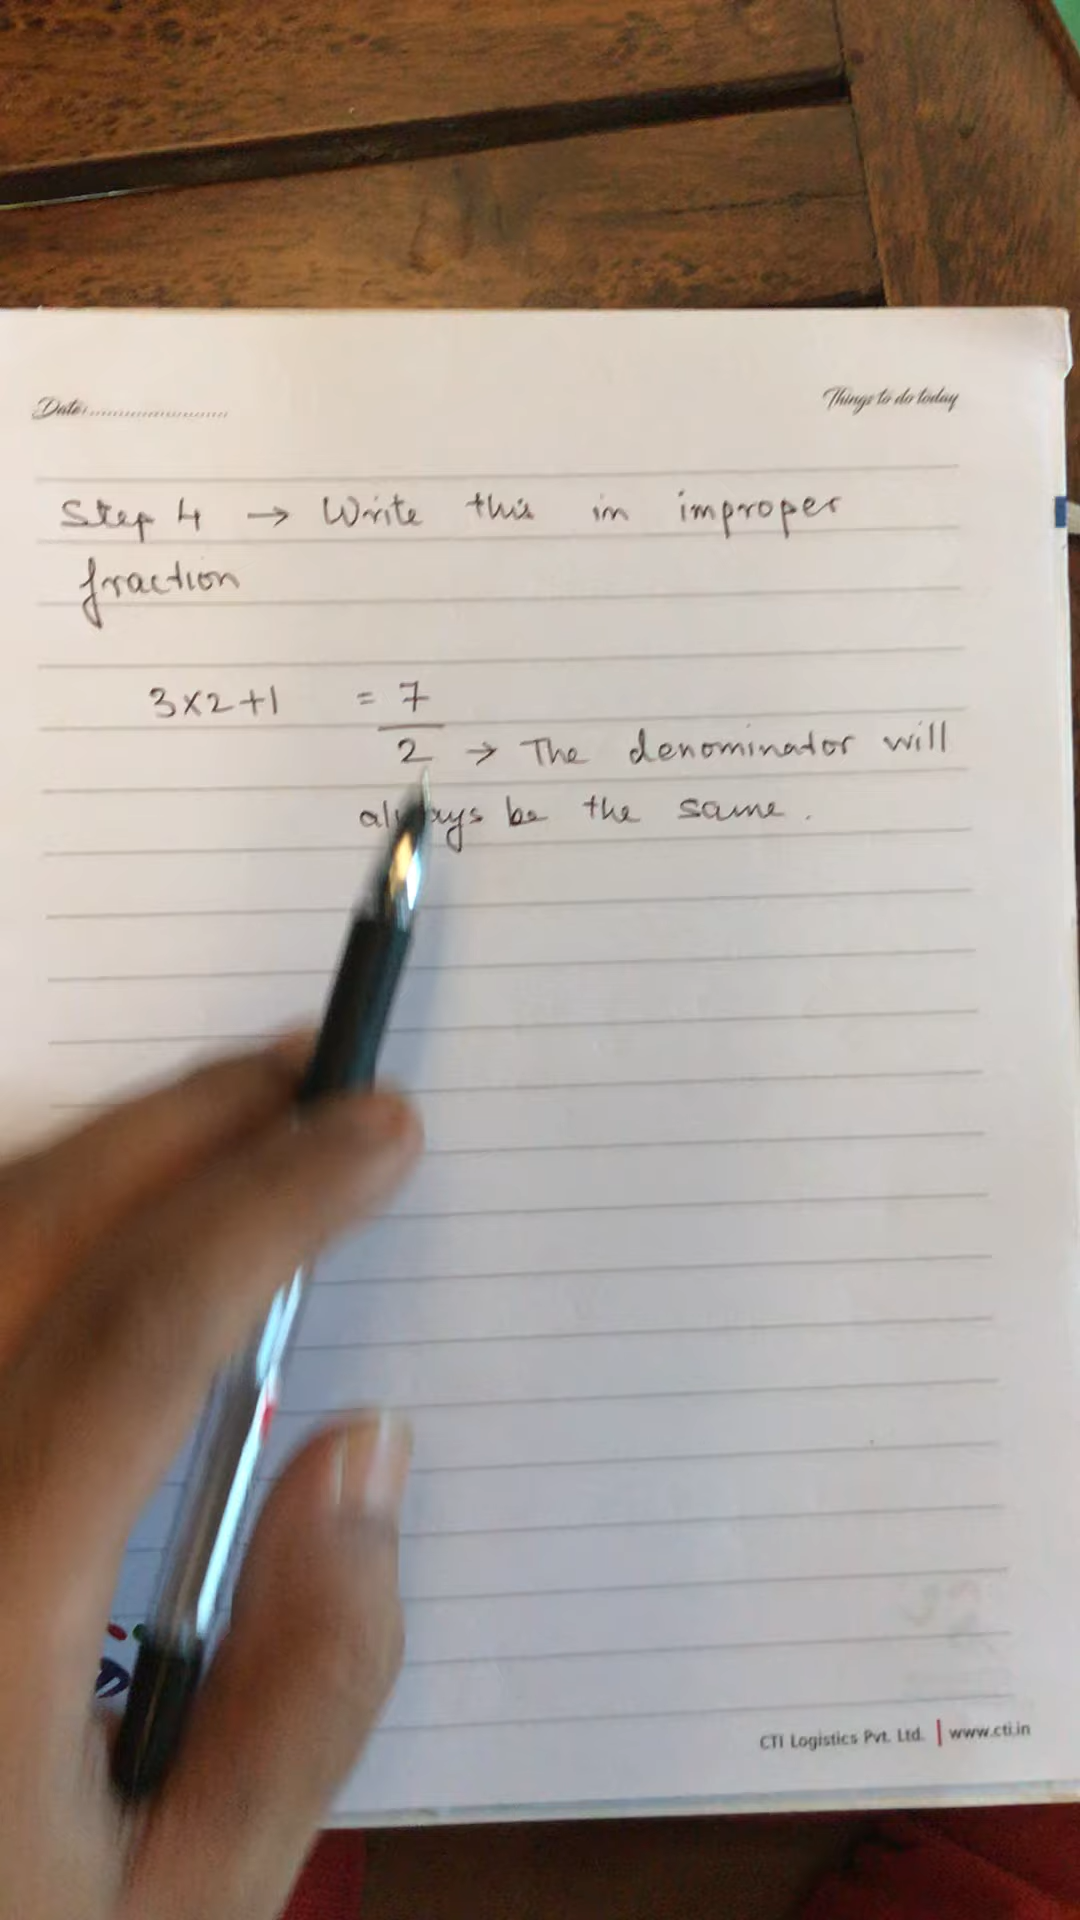 Date:........................
Things to do today
Step 4 → Write this in improper
fraction
3×2+1 = 7
2 → The denominator will
always be the same.
CTI Logistics Pvt. Ltd. | www.cti.in